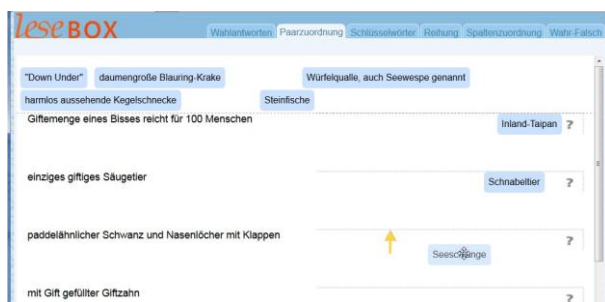 lese BOX
Wahlantworten Paarzuordnung Schlüsselwörter Reihung Spaltenzuordnung Wahr-Falsch
"Down Under" daumengroße Blauring-Krake Würfelqualle, auch Seewespe genannt
harmlos aussehende Kegelschnecke Steinfische
Giftemenge eines Bisses reicht für 100 Menschen Inland-Taipan ?
einziges giftiges Säugetier Schnabeltier ?
paddelähnlicher Schwanz und Nasenlöcher mit Klappen ?
Seeschlange
mit Gift gefüllter Giftzahn ?